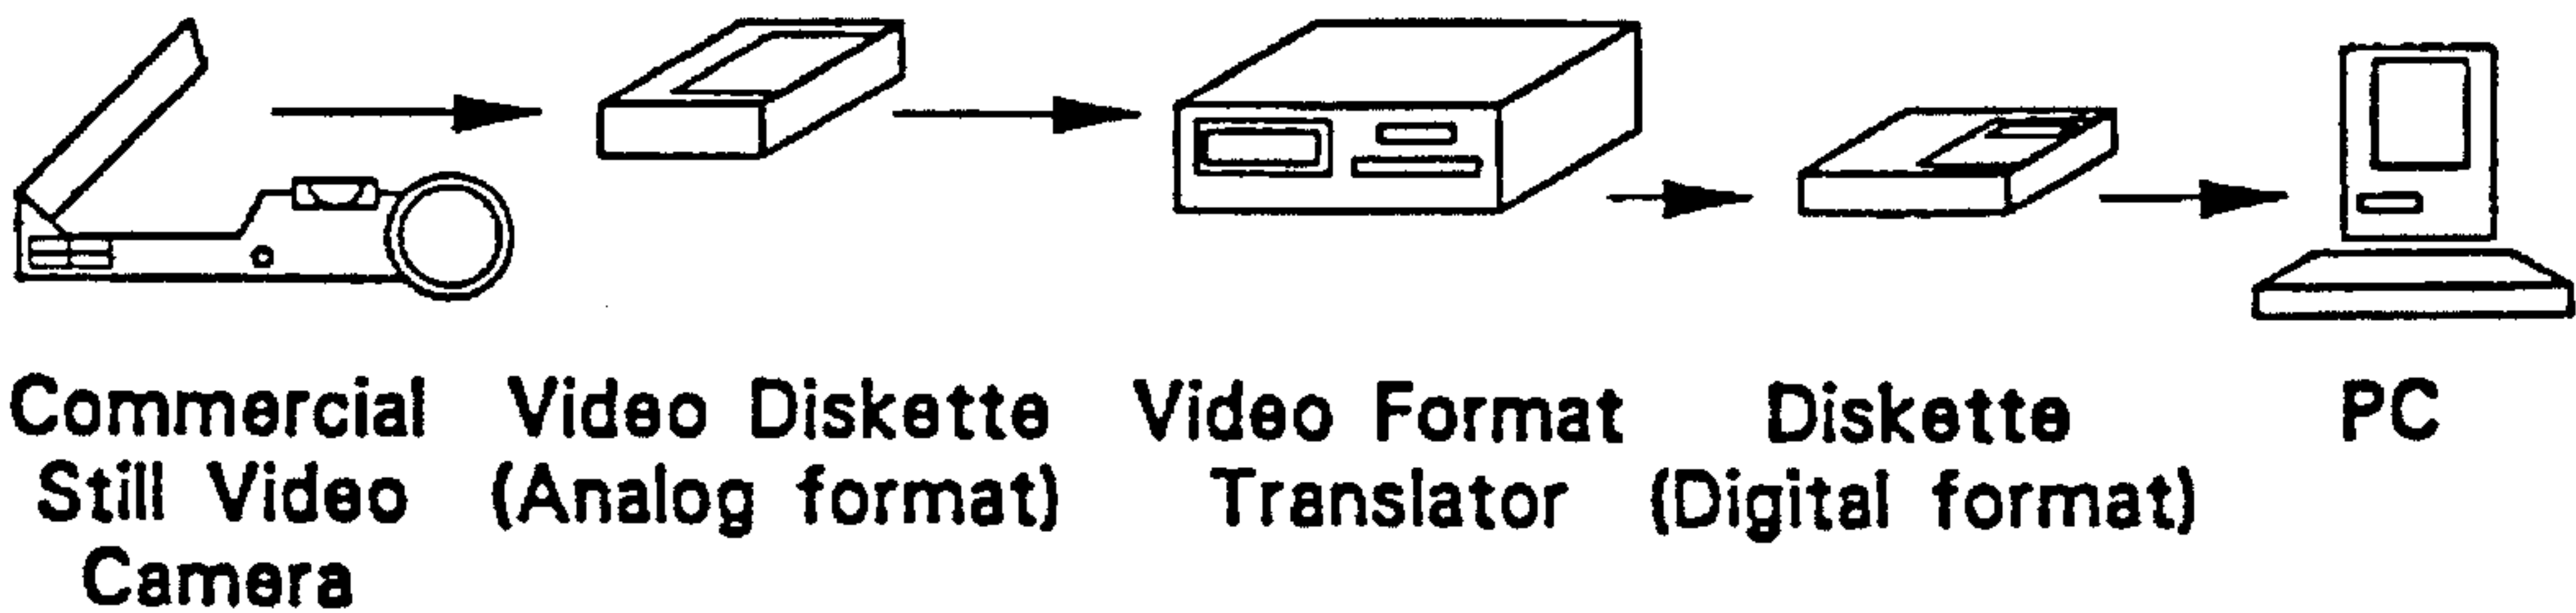 Commercial
Still Video
Camera
Video Diskette
(Analog format)
Video Format
Translator
Diskette
(Digital format)
PC